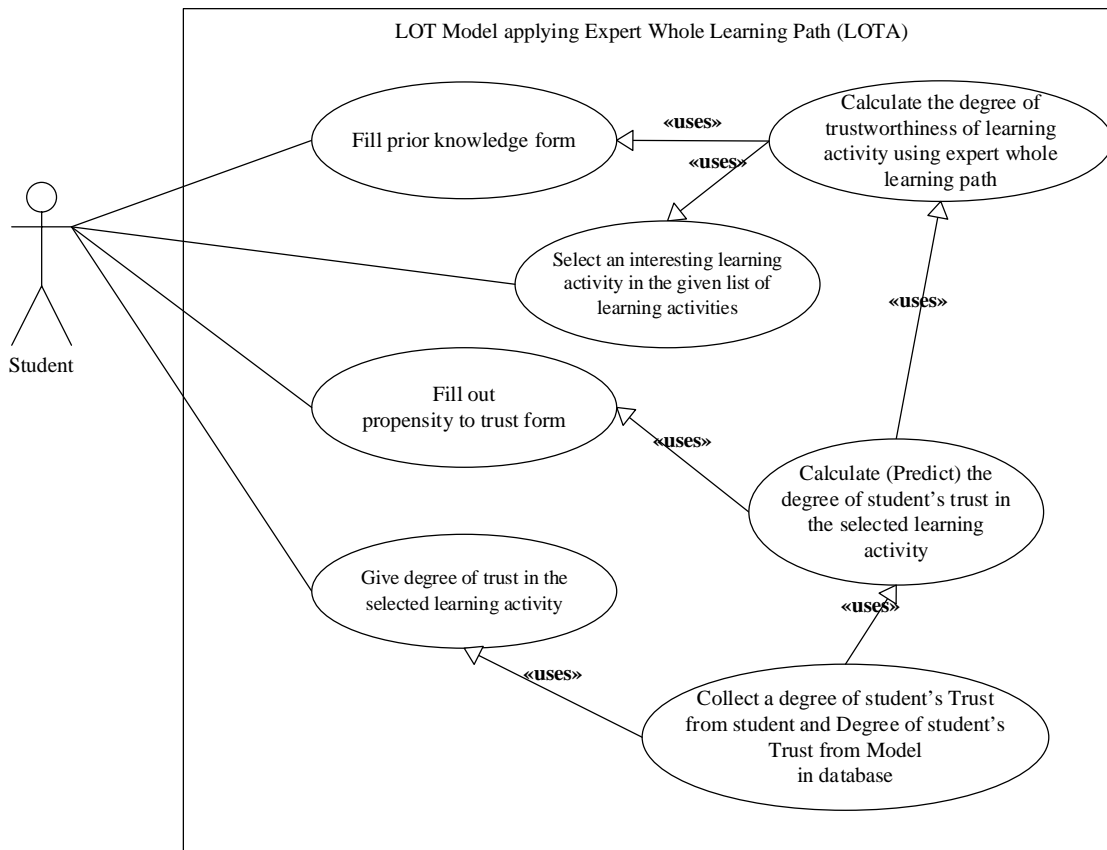 LOT Model applying Expert Whole Learning Path (LOTA)
Fill prior knowledge form
«uses»
«uses»
Calculate the degree of
trustworthiness of learning
activity using expert whole
learning path
Select an interesting learning
activity in the given list of
learning activities
«uses»
Student
Fill out
propensity to trust form
«uses»
Calculate (Predict) the
degree of student’s trust in
the selected learning
activity
Give degree of trust in the
selected learning activity
«uses»
«uses»
Collect a degree of student’s Trust
from student and Degree of student’s
Trust from Model
in database